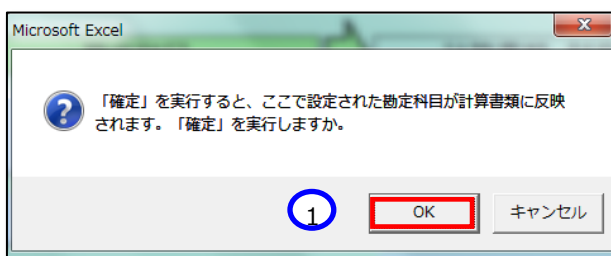 Microsoft Excel
「確定」を実行すると、ここで設定された勘定科目が計算書類に反映
されます。「確定」を実行しますか。
1
OK
キャンセル